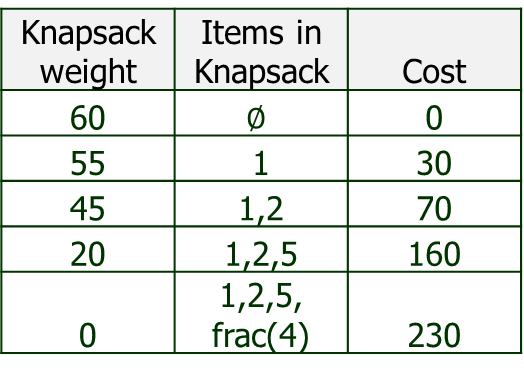 Knapsack weight Items in Knapsack Cost
60 ∅ 0
55 1 30
45 1,2 70
20 1,2,5 160
0 1,2,5, frac(4) 230